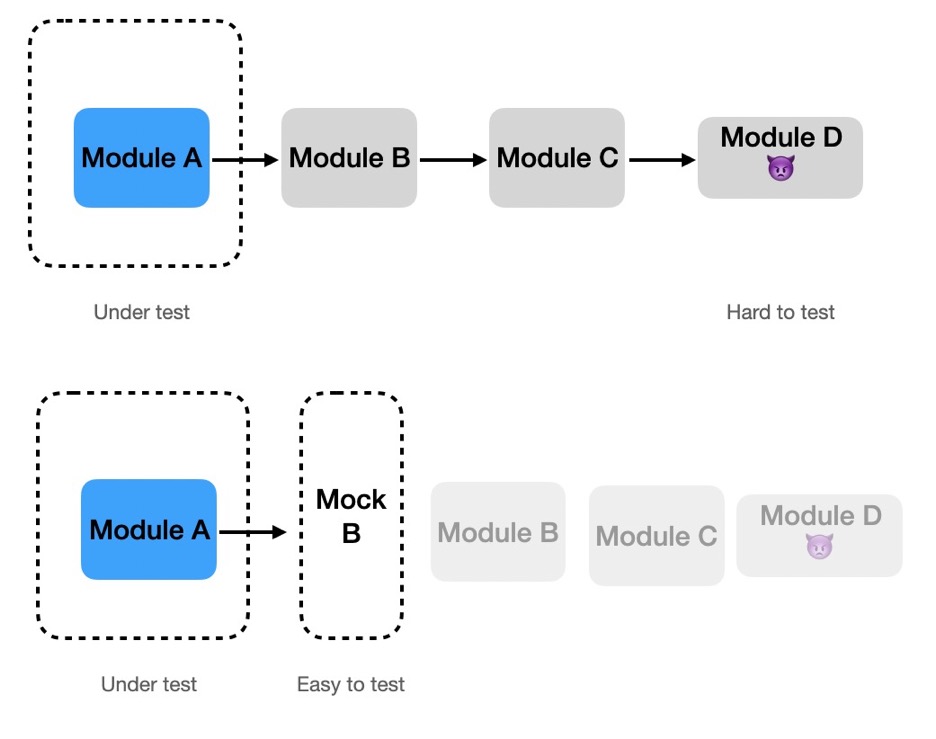 Module A
Module B
Module C
Module D
😈
Under test
Hard to test
Module A
Mock
B
Module B
Module C
Module D
😈
Under test
Easy to test